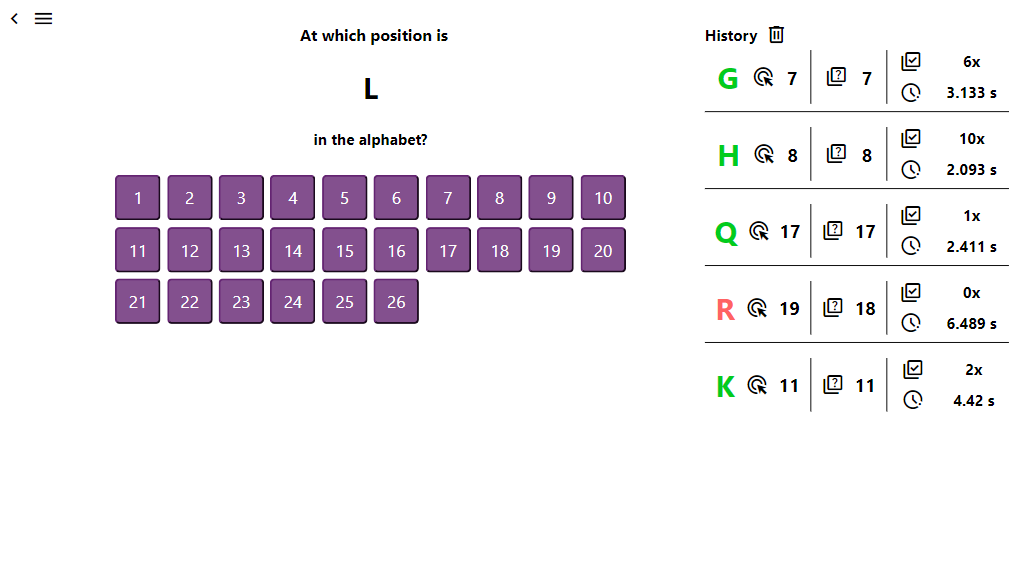 At which position is
L
in the alphabet?
1 2 3 4 5 6 7 8 9 10
11 12 13 14 15 16 17 18 19 20
21 22 23 24 25 26
History
G 7 ? 7 6x
3.133 s
H 8 ? 8 10x
2.093 s
Q 17 ? 17 1x
2.411 s
R 19 ? 18 0x
6.489 s
K 11 ? 11 2x
4.42 s